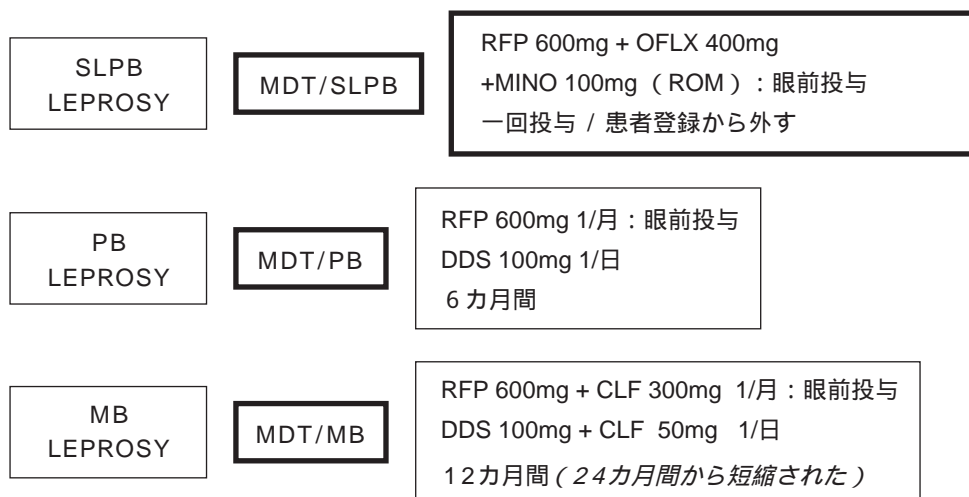 SLPB
LEPROSY
MDT/SLPB
RFP 600mg + OFLX 400mg
+MINO 100mg （ROM）：眼前投与
一回投与 / 患者登録から外す
PB
LEPROSY
MDT/PB
RFP 600mg 1/月：眼前投与
DDS 100mg 1/日
６カ月間
MB
LEPROSY
MDT/MB
RFP 600mg + CLF 300mg 1/月：眼前投与
DDS 100mg + CLF 50mg 1/日
12カ月間（24カ月間から短縮された）